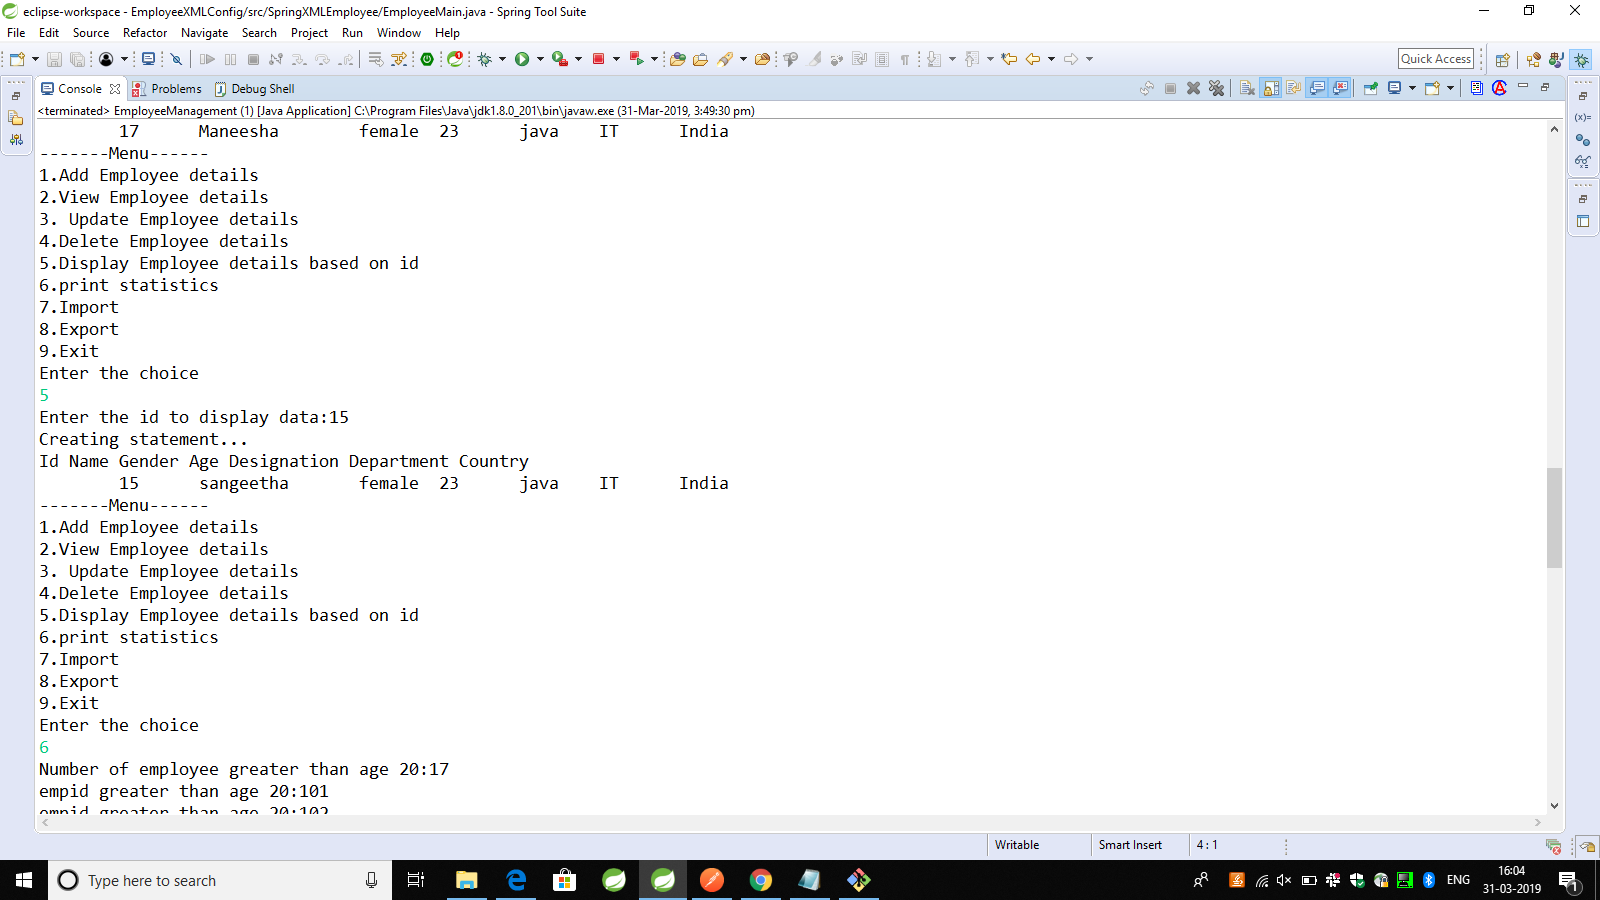 eclipse-workspace - EmployeeXMLConfig/src/SpringXMLEmployee/EmployeeMain.java - Spring Tool Suite
File Edit Source Refactor Navigate Search Project Run Window Help
Quick Access
Console Problems Debug Shell
<terminated> EmployeeManagement (1) [Java Application] C:\Program Files\Java\jdk1.8.0_201\bin\javaw.exe (31-Mar-2019, 3:49:30 pm)
17 Maneesha female 23 java IT India
-------Menu------
1.Add Employee details
2.View Employee details
3. Update Employee details
4.Delete Employee details
5.Display Employee details based on id
6.print statistics
7.Import
8.Export
9.Exit
Enter the choice
5
Enter the id to display data:15
Creating statement...
Id Name Gender Age Designation Department Country
15 sangeetha female 23 java IT India
-------Menu------
1.Add Employee details
2.View Employee details
3. Update Employee details
4.Delete Employee details
5.Display Employee details based on id
6.print statistics
7.Import
8.Export
9.Exit
Enter the choice
6
Number of employee greater than age 20:17
empid greater than age 20:101
empid greater than age 20:102
Writable Smart Insert 4 : 1
Type here to search
ENG
16:04
31-03-2019
1